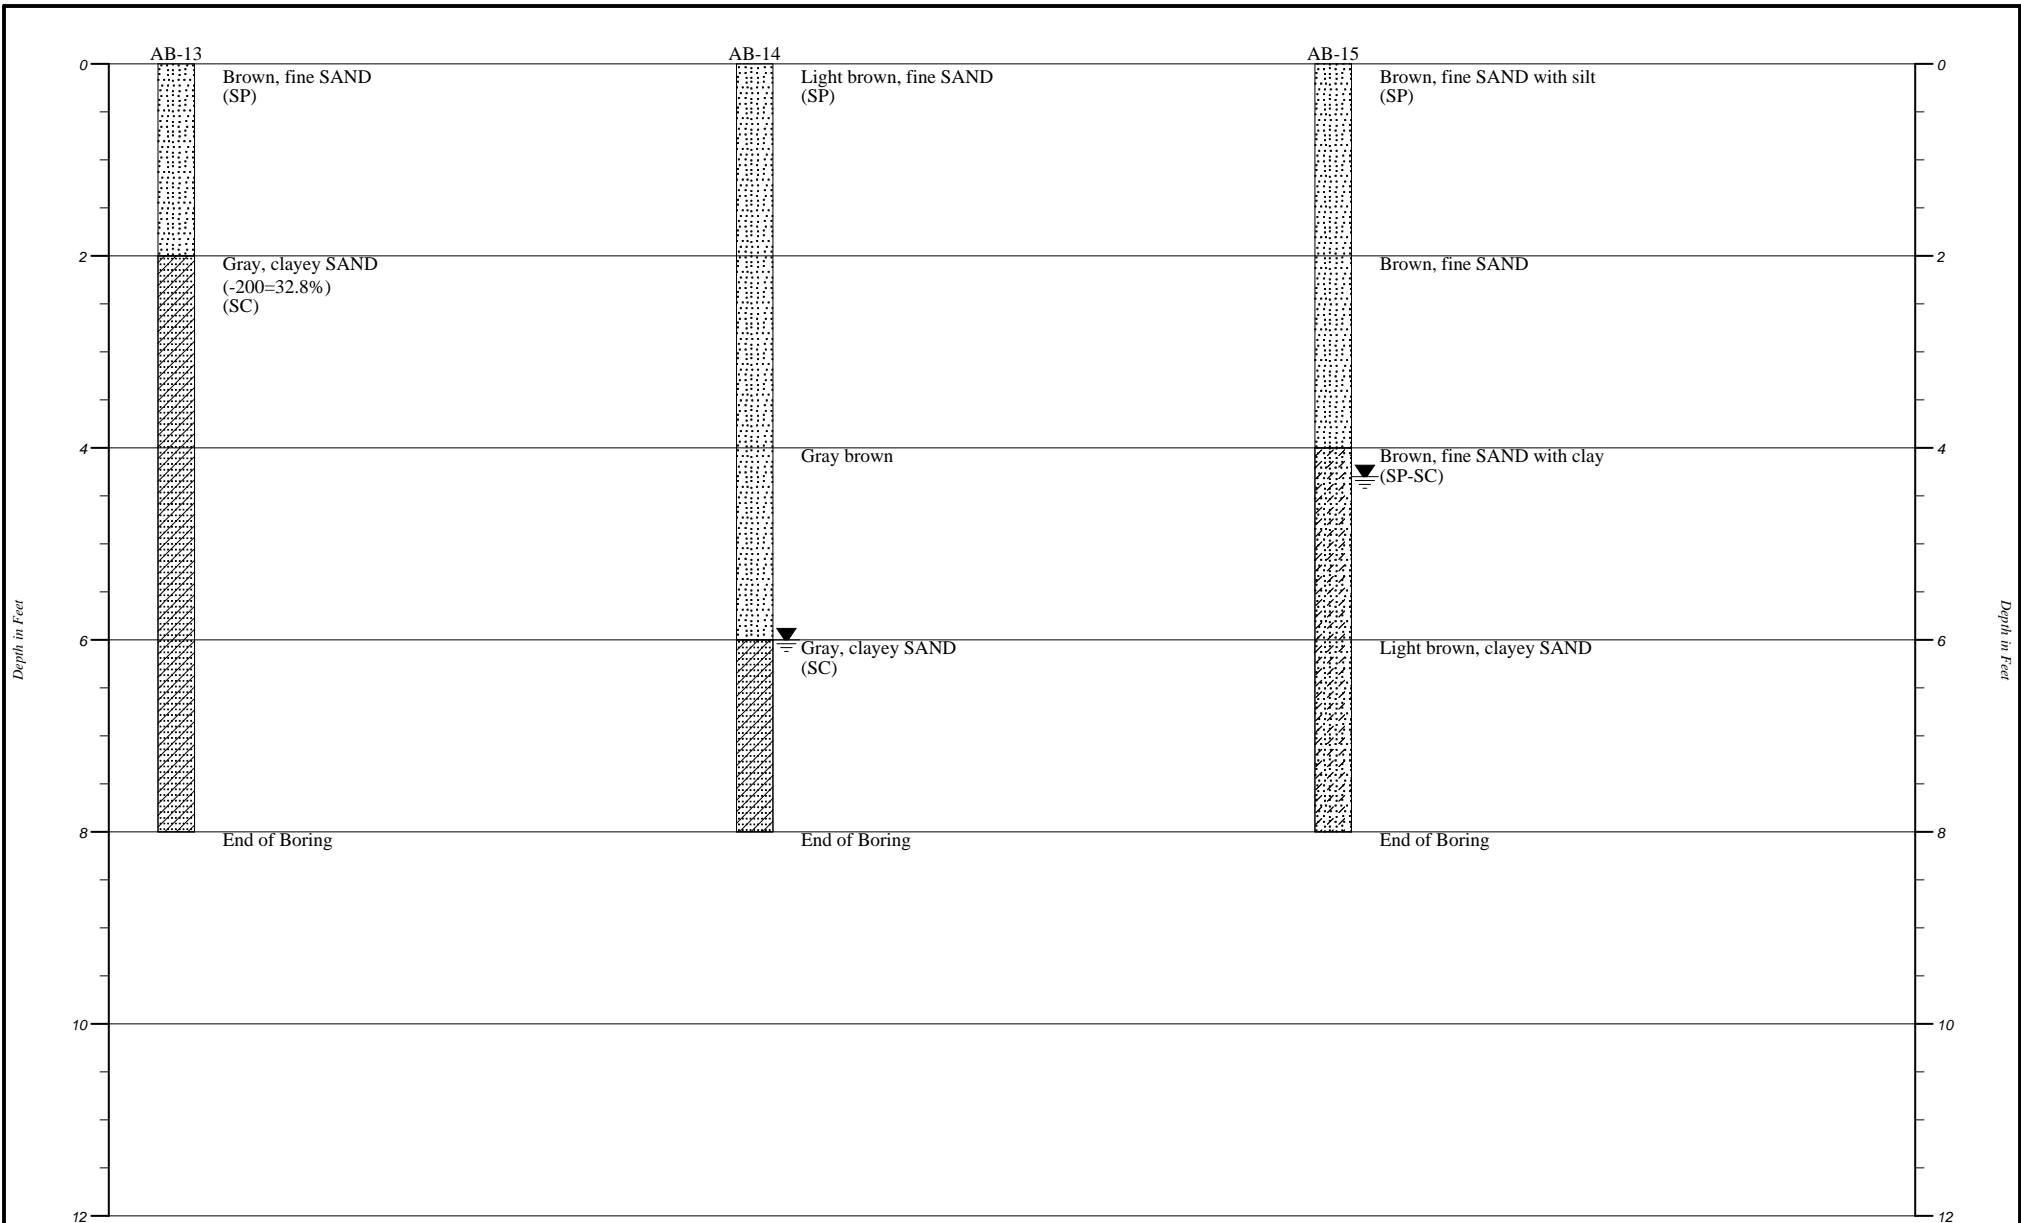 AB-13
AB-14
AB-15
0
0
Brown, fine SAND
(SP)
Light brown, fine SAND
(SP)
Brown, fine SAND with silt
(SP)
2
2
Gray, clayey SAND
(-200=32.8%)
(SC)
Brown, fine SAND
4
4
Gray brown
Brown, fine SAND with clay
(SP-SC)
Depth in Feet
Depth in Feet
6
6
Gray, clayey SAND
(SC)
Light brown, clayey SAND
8
8
End of Boring
End of Boring
End of Boring
10
10
12
12